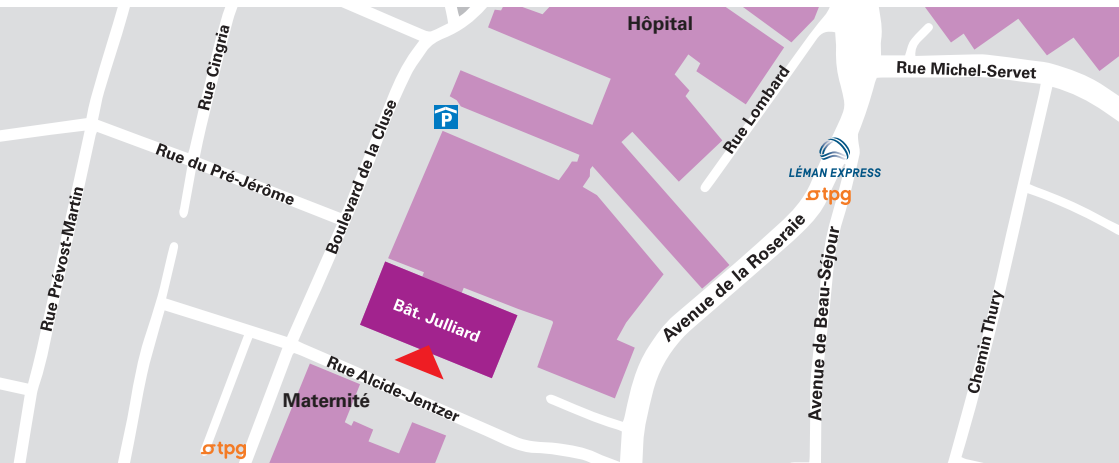 Hôpital
Rue Cingria
Rue Michel-Servet
Rue Lombard
P
Boulevard de la Cluse
Rue du Pré-Jérôme
LÉMAN EXPRESS
tpg
Rue Prévost-Martin
Avenue de la Roseraie
Avenue de Beau-Séjour
Chemin Thury
Bât. Julliard
Rue Alcide-Jentzer
Maternité
tpg